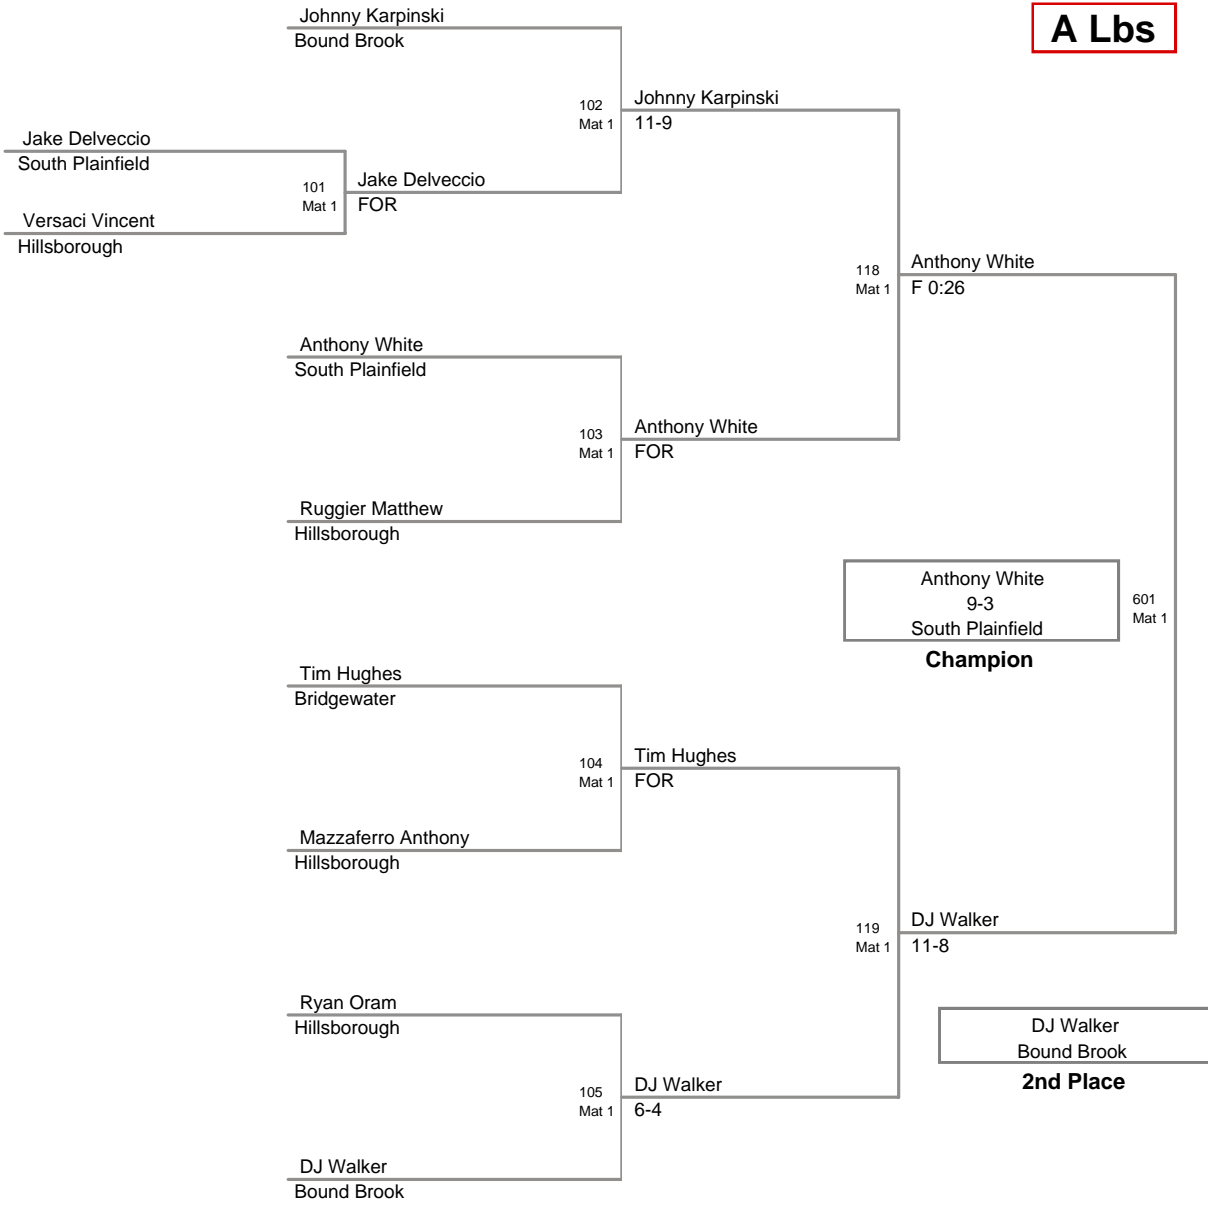 Johnny Karpinski
Bound Brook
A Lbs
102
Mat 1
Johnny Karpinski
11-9
Jake Delveccio
South Plainfield
101
Mat 1
Jake Delveccio
FOR
Versaci Vincent
Hillsborough
118
Mat 1
Anthony White
F 0:26
Anthony White
South Plainfield
103
Mat 1
Anthony White
FOR
Ruggier Matthew
Hillsborough
Anthony White
9-3
South Plainfield
Champion
601
Mat 1
Tim Hughes
Bridgewater
104
Mat 1
Tim Hughes
FOR
Mazzaferro Anthony
Hillsborough
119
Mat 1
DJ Walker
11-8
Ryan Oram
Hillsborough
DJ Walker
Bound Brook
2nd Place
105
Mat 1
DJ Walker
6-4
DJ Walker
Bound Brook